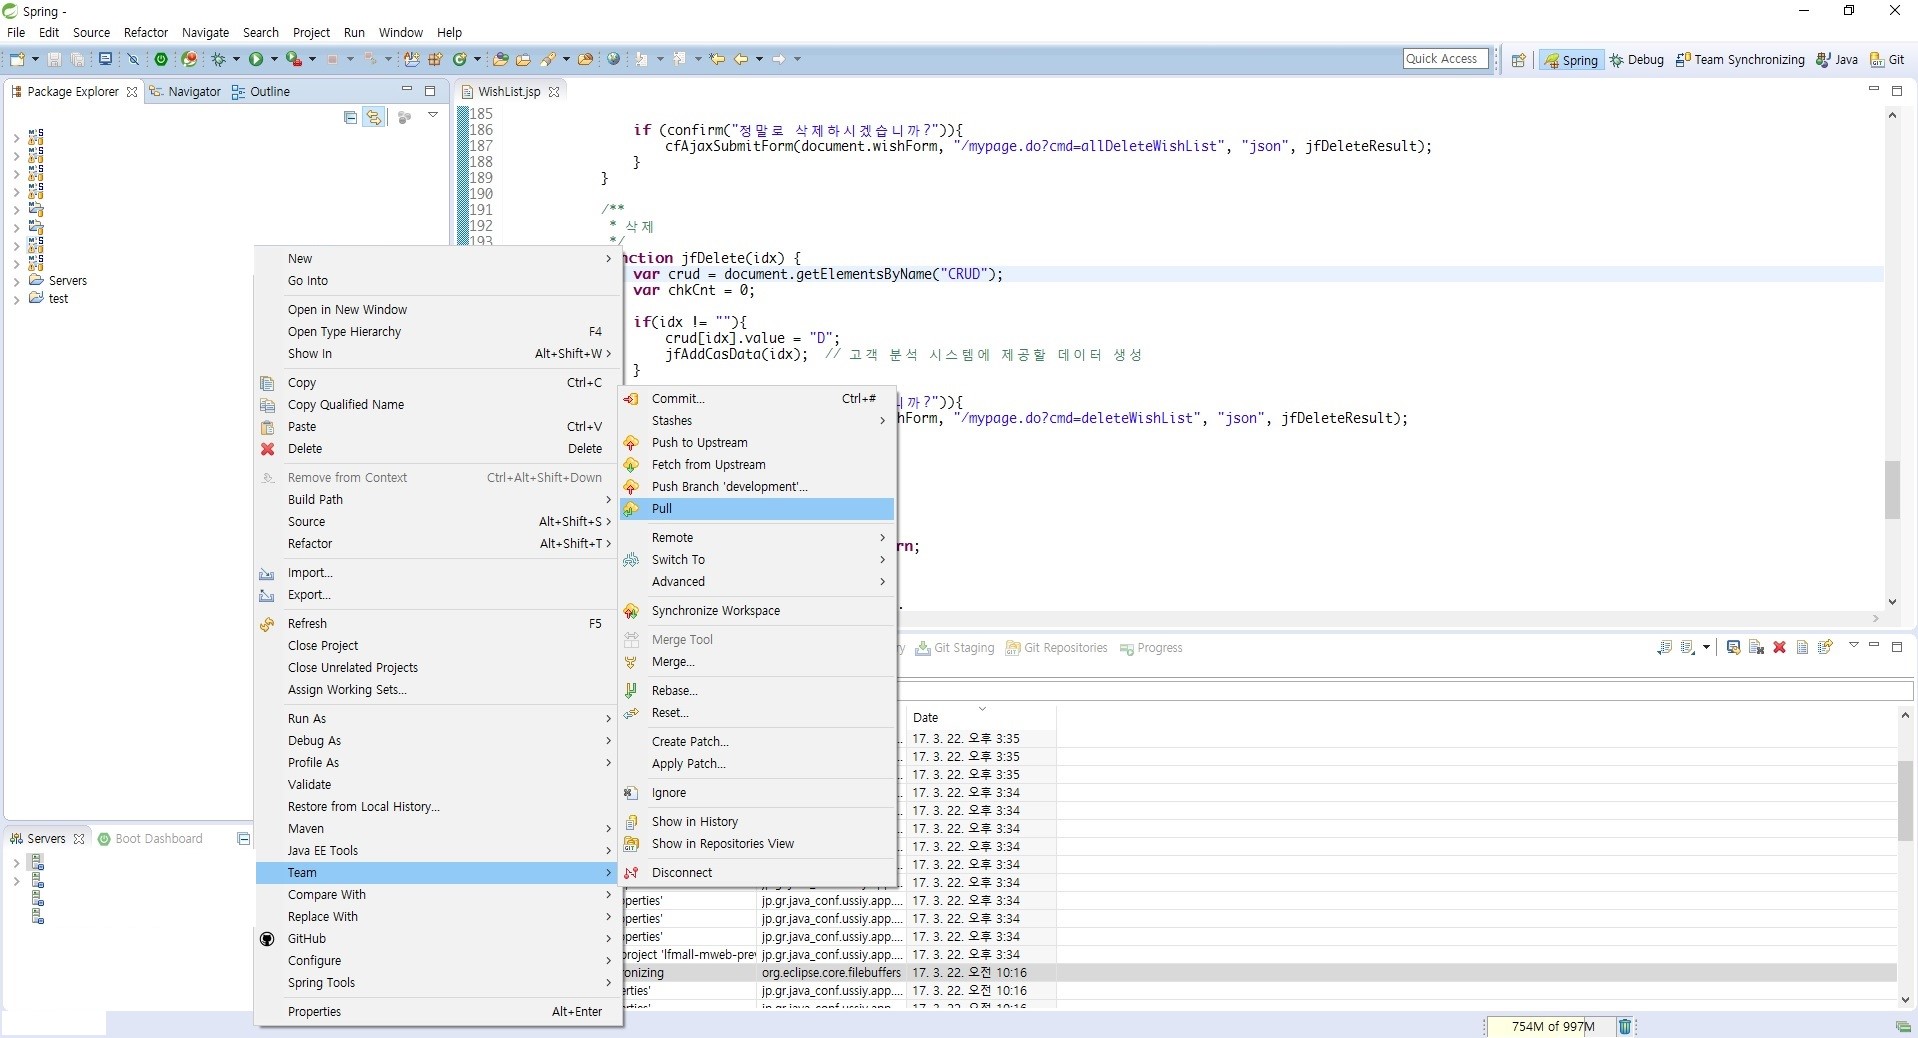 Spring -
File Edit Source Refactor Navigate Search Project Run Window Help
Quick Access
Spring Debug Team Synchronizing Java Git
Package Explorer Navigator Outline
Servers
test
WishList.jsp
185
186 if (confirm("정말로 삭제하시겠습니까?")){
187 cfAjaxSubmitForm(document.wishForm, "/mypage.do?cmd=allDeleteWishList", "json", jfDeleteResult);
188 }
189 }
190
191 /**
192 * 삭제
193 */
nction jfDelete(idx) {
var crud = document.getElementsByName("CRUD");
var chkCnt = 0;
if(idx != ""){
crud[idx].value = "D";
jfAddCasData(idx); // 고객 분석 시스템에 제공할 데이터 생성
}
니까?")){
hForm, "/mypage.do?cmd=deleteWishList", "json", jfDeleteResult);
rn;
New
Go Into
Open in New Window
Open Type Hierarchy F4
Show In Alt+Shift+W
Copy Ctrl+C
Copy Qualified Name
Paste Ctrl+V
Delete Delete
Remove from Context Ctrl+Alt+Shift+Down
Build Path
Source Alt+Shift+S
Refactor Alt+Shift+T
Import...
Export...
Refresh F5
Close Project
Close Unrelated Projects
Assign Working Sets...
Run As
Debug As
Profile As
Validate
Restore from Local History...
Maven
Java EE Tools
Team
Compare With
Replace With
GitHub
Configure
Spring Tools
Properties Alt+Enter
Commit... Ctrl+#
Stashes
Push to Upstream
Fetch from Upstream
Push Branch 'development'...
Pull
Remote
Switch To
Advanced
Synchronize Workspace
Merge Tool
Merge...
Rebase...
Reset...
Create Patch...
Apply Patch...
Ignore
Show in History
Show in Repositories View
Disconnect
Servers Boot Dashboard
ry Git Staging Git Repositories Progress
Date
17. 3. 22. 오후 3:35
17. 3. 22. 오후 3:35
17. 3. 22. 오후 3:35
17. 3. 22. 오후 3:34
17. 3. 22. 오후 3:34
17. 3. 22. 오후 3:34
17. 3. 22. 오후 3:34
17. 3. 22. 오후 3:34
17. 3. 22. 오후 3:34
perties' jp.gr.java_conf.ussiy.app.... 17. 3. 22. 오후 3:34
perties' jp.gr.java_conf.ussiy.app.... 17. 3. 22. 오후 3:34
perties' jp.gr.java_conf.ussiy.app.... 17. 3. 22. 오후 3:34
project 'lfmall-mweb-prev jp.gr.java_conf.ussiy.app.... 17. 3. 22. 오후 3:34
onizing org.eclipse.core.filebuffers 17. 3. 22. 오전 10:16
erties' jp.gr.java_conf.ussiy.app.... 17. 3. 22. 오전 10:16
754M of 997M